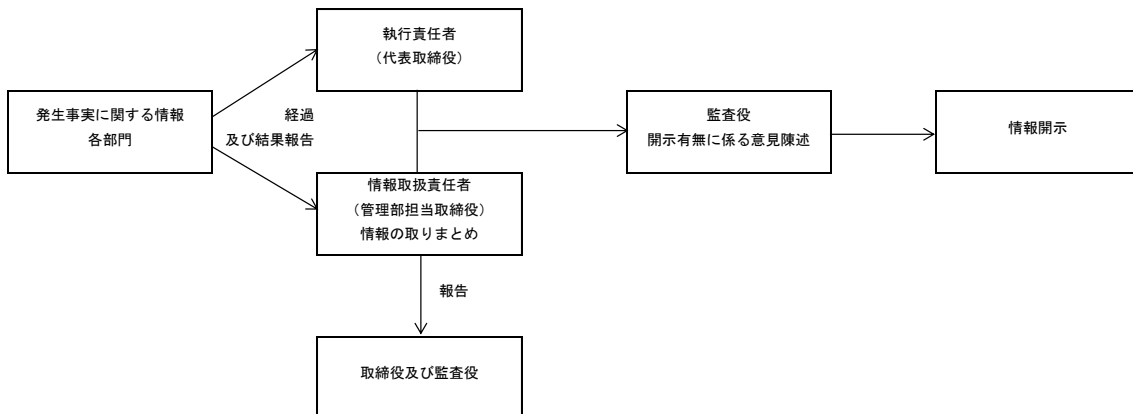 執行責任者
（代表取締役）
発生事実に関する情報
各部門
経過
及び結果報告
監査役
開示有無に係る意見陳述
情報開示
情報取扱責任者
（管理部担当取締役）
情報の取りまとめ
報告
取締役及び監査役